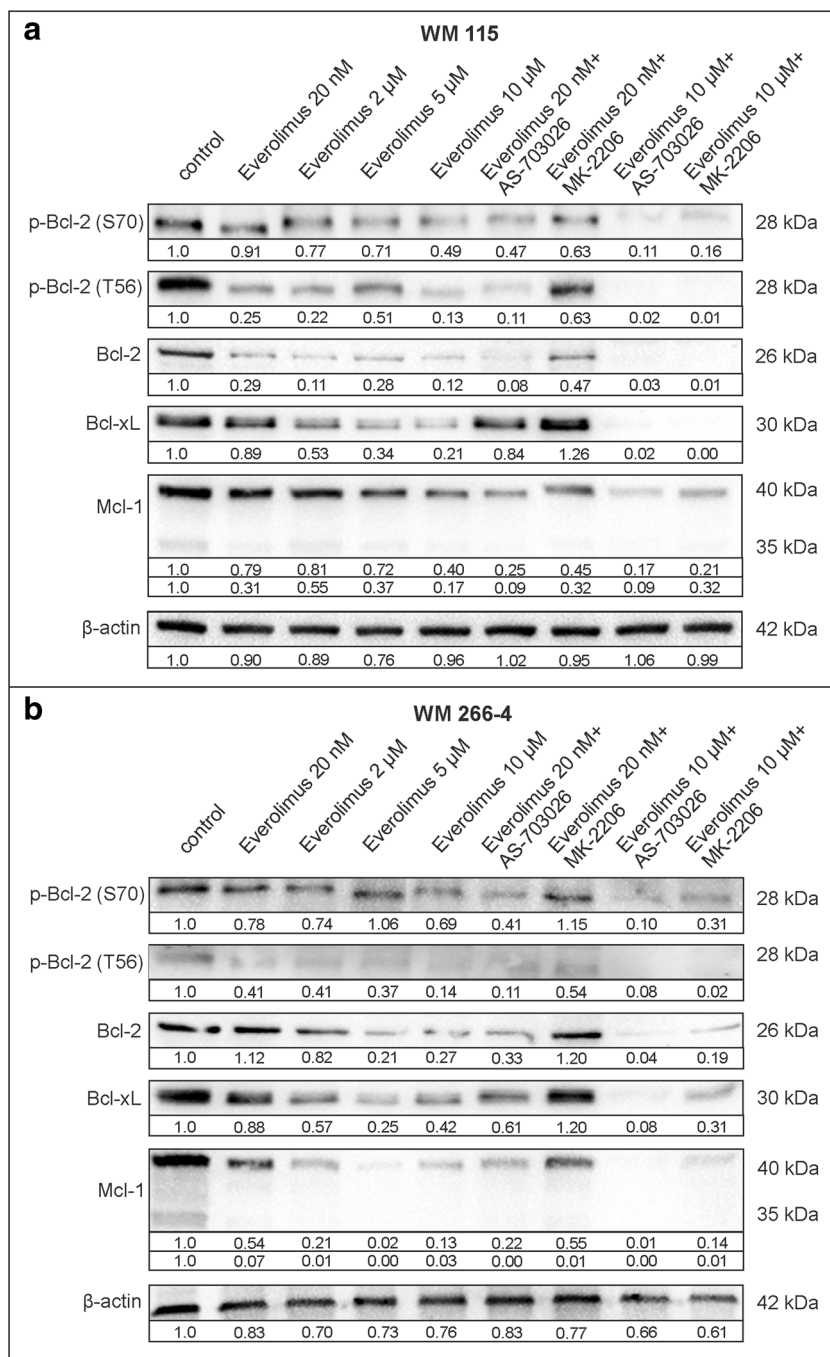 a
WM 115
control
Everolimus 20 nM
Everolimus 2 µM
Everolimus 5 µM
Everolimus 10 µM
Everolimus 20 nM+
AS-703026
Everolimus 20 nM+
MK-2206
Everolimus 10 µM+
AS-703026
Everolimus 10 µM+
MK-2206
p-Bcl-2 (S70) 28 kDa
1.0 0.91 0.77 0.71 0.49 0.47 0.63 0.11 0.16
p-Bcl-2 (T56) 28 kDa
1.0 0.25 0.22 0.51 0.13 0.11 0.63 0.02 0.01
Bcl-2 26 kDa
1.0 0.29 0.11 0.28 0.12 0.08 0.47 0.03 0.01
Bcl-xL 30 kDa
1.0 0.89 0.53 0.34 0.21 0.84 1.26 0.02 0.00
40 kDa
Mcl-1
35 kDa
1.0 0.79 0.81 0.72 0.40 0.25 0.45 0.17 0.21
1.0 0.31 0.55 0.37 0.17 0.09 0.32 0.09 0.32
β-actin 42 kDa
1.0 0.90 0.89 0.76 0.96 1.02 0.95 1.06 0.99
b
WM 266-4
control
Everolimus 20 nM
Everolimus 2 µM
Everolimus 5 µM
Everolimus 10 µM
Everolimus 20 nM+
AS-703026
Everolimus 20 nM+
MK-2206
Everolimus 10 µM+
AS-703026
Everolimus 10 µM+
MK-2206
p-Bcl-2 (S70) 28 kDa
1.0 0.78 0.74 1.06 0.69 0.41 1.15 0.10 0.31
p-Bcl-2 (T56) 28 kDa
1.0 0.41 0.41 0.37 0.14 0.11 0.54 0.08 0.02
Bcl-2 26 kDa
1.0 1.12 0.82 0.21 0.27 0.33 1.20 0.04 0.19
Bcl-xL 30 kDa
1.0 0.88 0.57 0.25 0.42 0.61 1.20 0.08 0.31
40 kDa
Mcl-1
35 kDa
1.0 0.54 0.21 0.02 0.13 0.22 0.55 0.01 0.14
1.0 0.07 0.01 0.00 0.03 0.00 0.01 0.00 0.01
β-actin 42 kDa
1.0 0.83 0.70 0.73 0.76 0.83 0.77 0.66 0.61